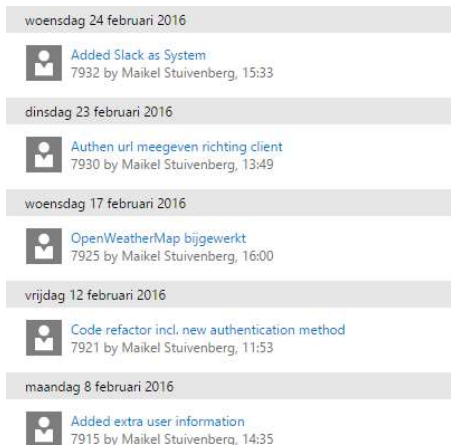 woensdag 24 februari 2016
Added Slack as System
7932 by Maikel Stuivenberg, 15:33
dinsdag 23 februari 2016
Authen url meegeven richting client
7930 by Maikel Stuivenberg, 13:49
woensdag 17 februari 2016
OpenWeatherMap bijgewerkt
7925 by Maikel Stuivenberg, 16:00
vrijdag 12 februari 2016
Code refactor incl. new authentication method
7921 by Maikel Stuivenberg, 11:53
maandag 8 februari 2016
Added extra user information
7915 by Maikel Stuivenberg, 14:35